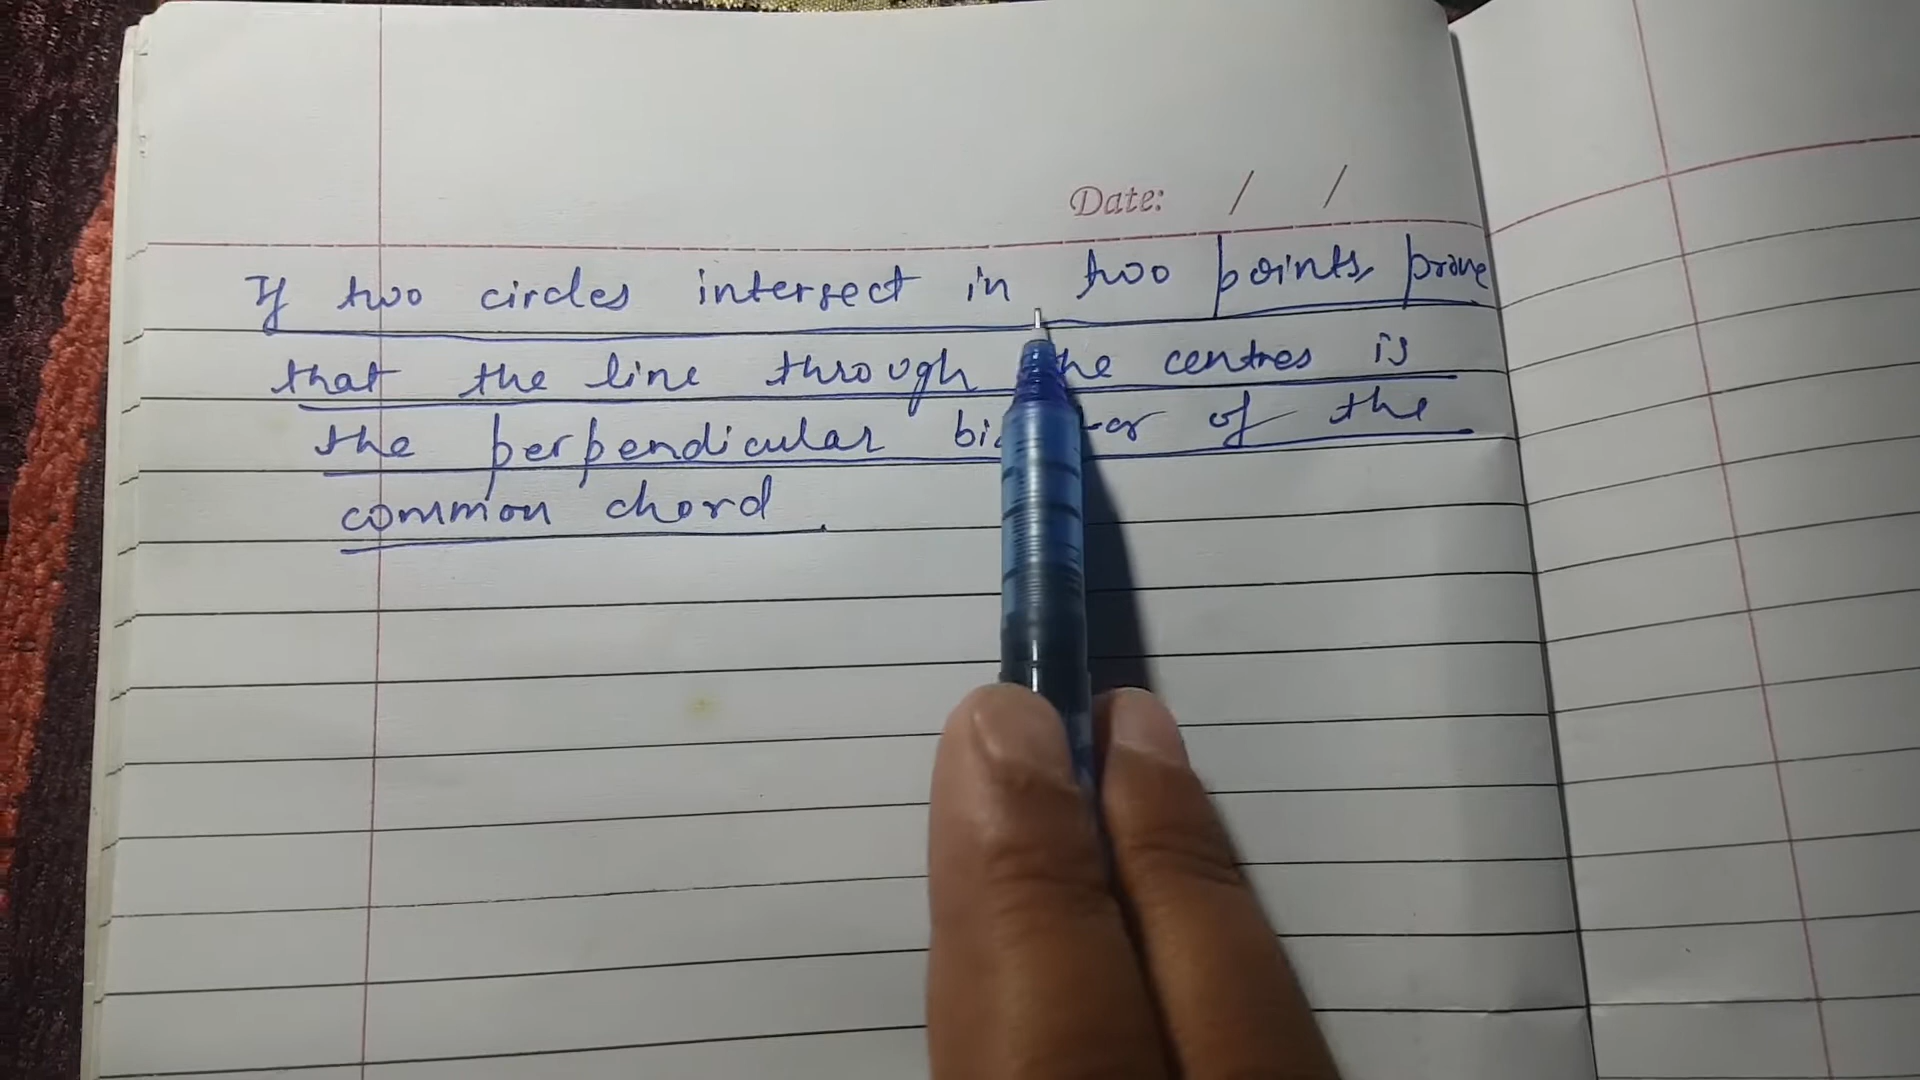 Date: / /
If two circles intersect in two points, prove
that the line through the centres is
the perpendicular of the
common chord.